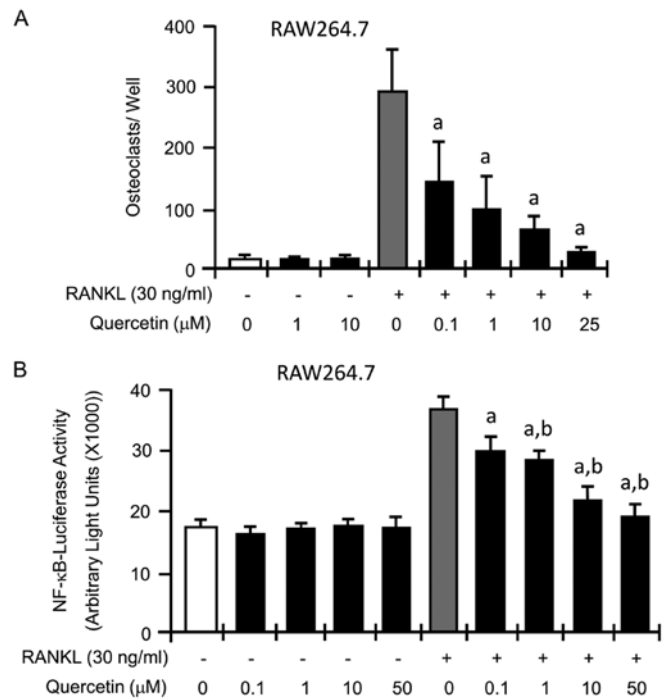 A
RAW264.7
Osteoclasts/ Well
400
300
200
100
0
a
a
a
a
RANKL (30 ng/ml) - - - + + + + +
Quercetin (μM) 0 1 10 0 0.1 1 10 25
B
RAW264.7
NF-κB-Luciferase Activity
(Arbitrary Light Units (X1000))
40
30
20
10
0
a
a,b
a,b
a,b
RANKL (30 ng/ml) - - - - - + + + + +
Quercetin (μM) 0 0.1 1 10 50 0 0.1 1 10 50